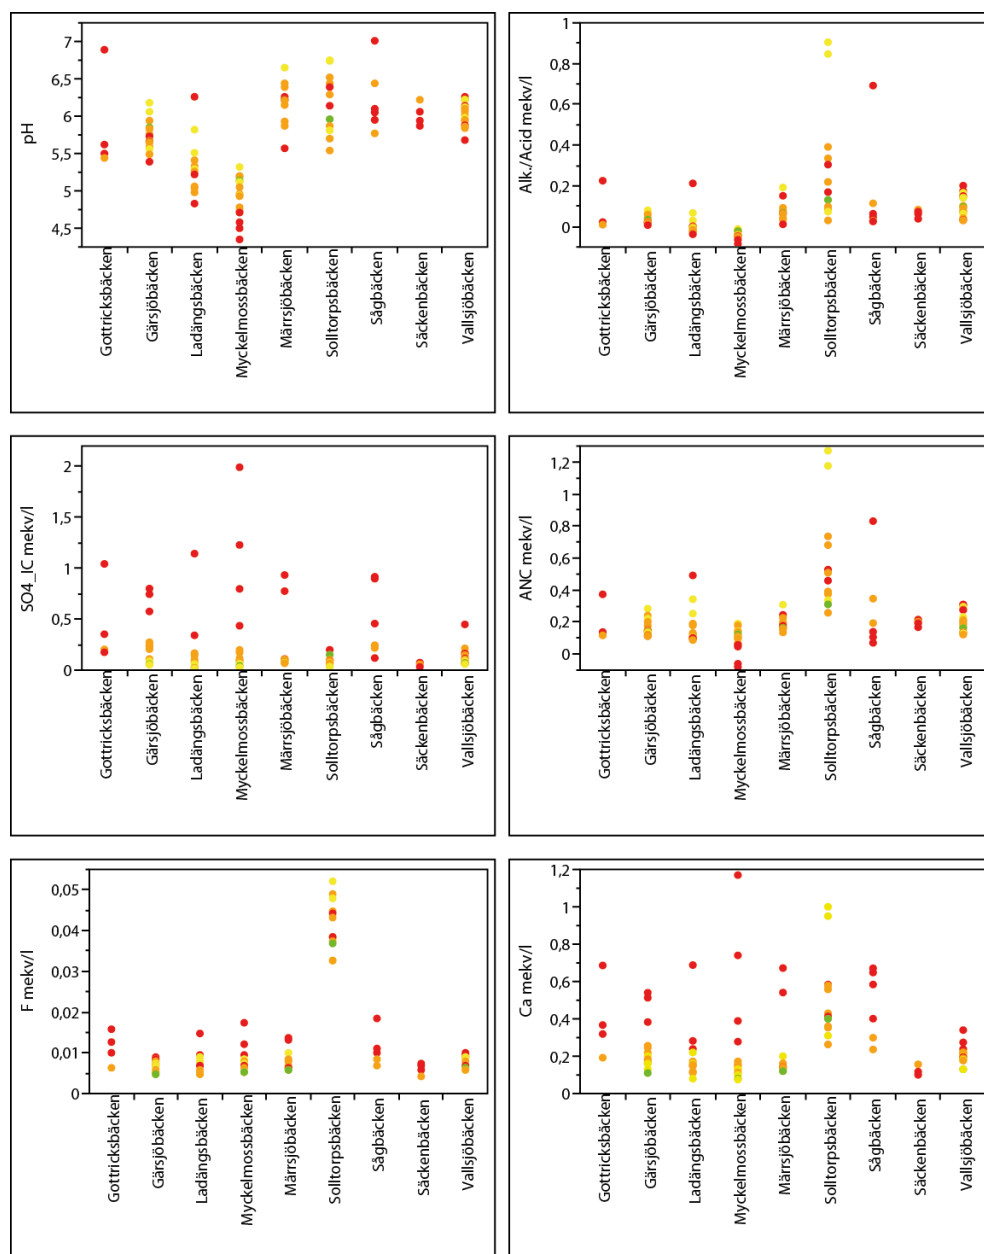 7
6,5
6
5,5
5
4,5
pH
Gottricksbäcken
Gärsjöbäcken
Ladängsbäcken
Myckelmossbäcken
Märrsjöbäcken
Solltorpsbäcken
Sågbäcken
Säckenbäcken
Vallsjöbäcken
1
0,8
0,6
0,4
0,2
0
Alk./Acid mekv/l
Gottricksbäcken
Gärsjöbäcken
Ladängsbäcken
Myckelmossbäcken
Märrsjöbäcken
Solltorpsbäcken
Sågbäcken
Säckenbäcken
Vallsjöbäcken
2
1,5
1
0,5
0
SO4_IC mekv/l
Gottricksbäcken
Gärsjöbäcken
Ladängsbäcken
Myckelmossbäcken
Märrsjöbäcken
Solltorpsbäcken
Sågbäcken
Säckenbäcken
Vallsjöbäcken
1,2
1
0,8
0,6
0,4
0,2
0
ANC mekv/l
Gottricksbäcken
Gärsjöbäcken
Ladängsbäcken
Myckelmossbäcken
Märrsjöbäcken
Solltorpsbäcken
Sågbäcken
Säckenbäcken
Vallsjöbäcken
0,05
0,04
0,03
0,02
0,01
0
F mekv/l
Gottricksbäcken
Gärsjöbäcken
Ladängsbäcken
Myckelmossbäcken
Märrsjöbäcken
Solltorpsbäcken
Sågbäcken
Säckenbäcken
Vallsjöbäcken
1,2
1
0,8
0,6
0,4
0,2
0
Ca mekv/l
Gottricksbäcken
Gärsjöbäcken
Ladängsbäcken
Myckelmossbäcken
Märrsjöbäcken
Solltorpsbäcken
Sågbäcken
Säckenbäcken
Vallsjöbäcken